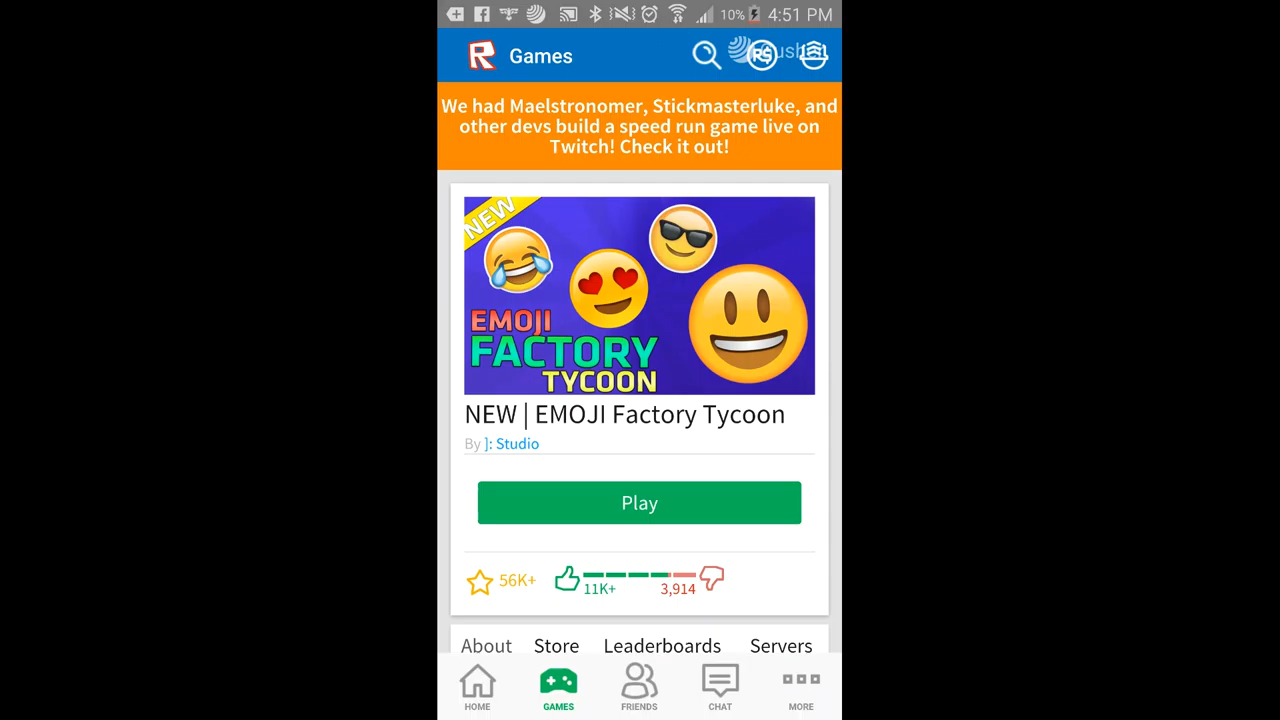 10% 4:51 PM
Games
R$
We had Maelstronomer, Stickmasterluke, and
other devs build a speed run game live on
Twitch! Check it out!
NEW
EMOJI
FACTORY
TYCOON
NEW | EMOJI Factory Tycoon
By ]: Studio
Play
56K+ 11K+ 3,914
About Store Leaderboards Servers
HOME GAMES FRIENDS CHAT MORE